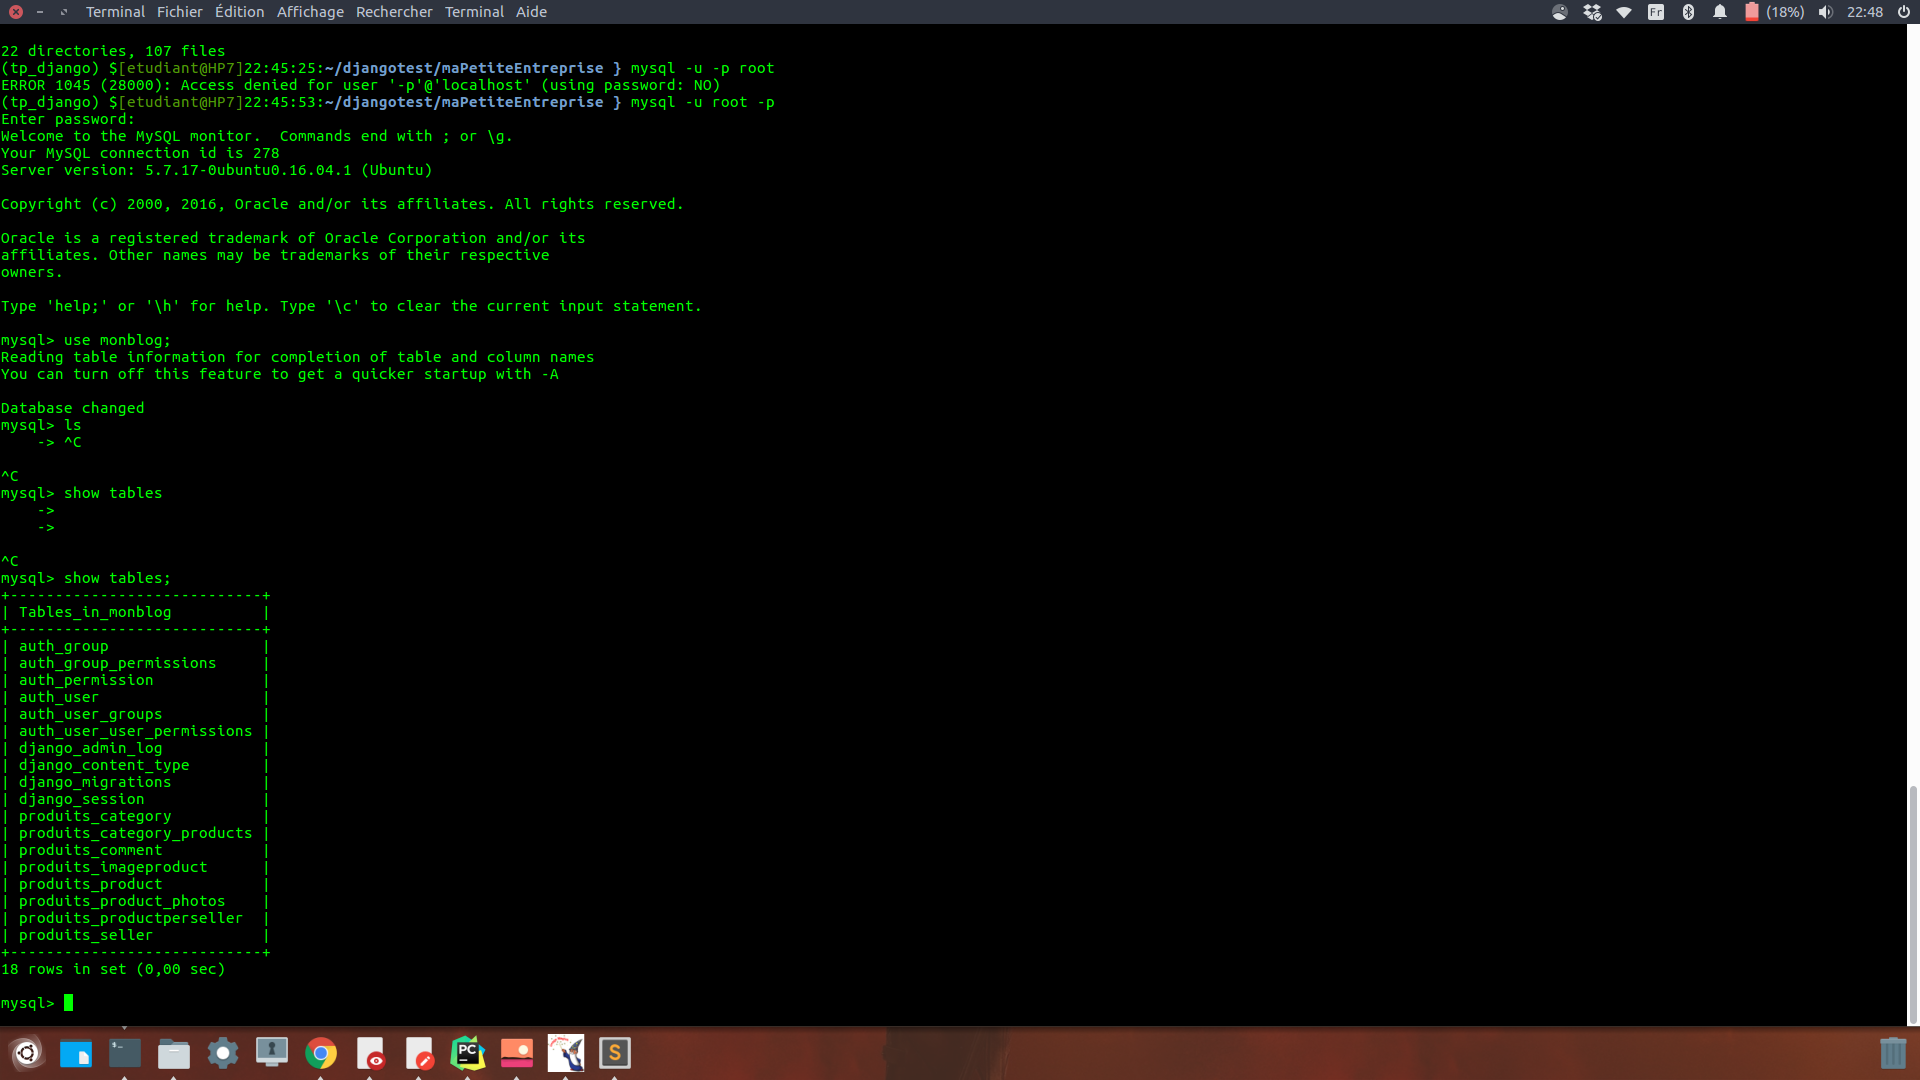 Terminal Fichier Édition Affichage Rechercher Terminal Aide Fr (18%) 22:48
22 directories, 107 files
(tp_django) $[etudiant@HP7]22:45:25:~/djangotest/maPetiteEntreprise } mysql -u -p root
ERROR 1045 (28000): Access denied for user '-p'@'localhost' (using password: NO)
(tp_django) $[etudiant@HP7]22:45:53:~/djangotest/maPetiteEntreprise } mysql -u root -p
Enter password:
Welcome to the MySQL monitor.  Commands end with ; or \g.
Your MySQL connection id is 278
Server version: 5.7.17-0ubuntu0.16.04.1 (Ubuntu)
Copyright (c) 2000, 2016, Oracle and/or its affiliates. All rights reserved.
Oracle is a registered trademark of Oracle Corporation and/or its
affiliates. Other names may be trademarks of their respective
owners.
Type 'help;' or '\h' for help. Type '\c' to clear the current input statement.
mysql> use monblog;
Reading table information for completion of table and column names
You can turn off this feature to get a quicker startup with -A
Database changed
mysql> ls
    -> ^C
^C
mysql> show tables
    ->
    ->
^C
mysql> show tables;
+----------------------------+
| Tables_in_monblog          |
+----------------------------+
| auth_group                 |
| auth_group_permissions     |
| auth_permission            |
| auth_user                  |
| auth_user_groups           |
| auth_user_user_permissions |
| django_admin_log           |
| django_content_type        |
| django_migrations          |
| django_session             |
| produits_category          |
| produits_category_products |
| produits_comment           |
| produits_imageproduct      |
| produits_product           |
| produits_product_photos    |
| produits_productperseller  |
| produits_seller            |
+----------------------------+
18 rows in set (0,00 sec)
mysql>
PC S